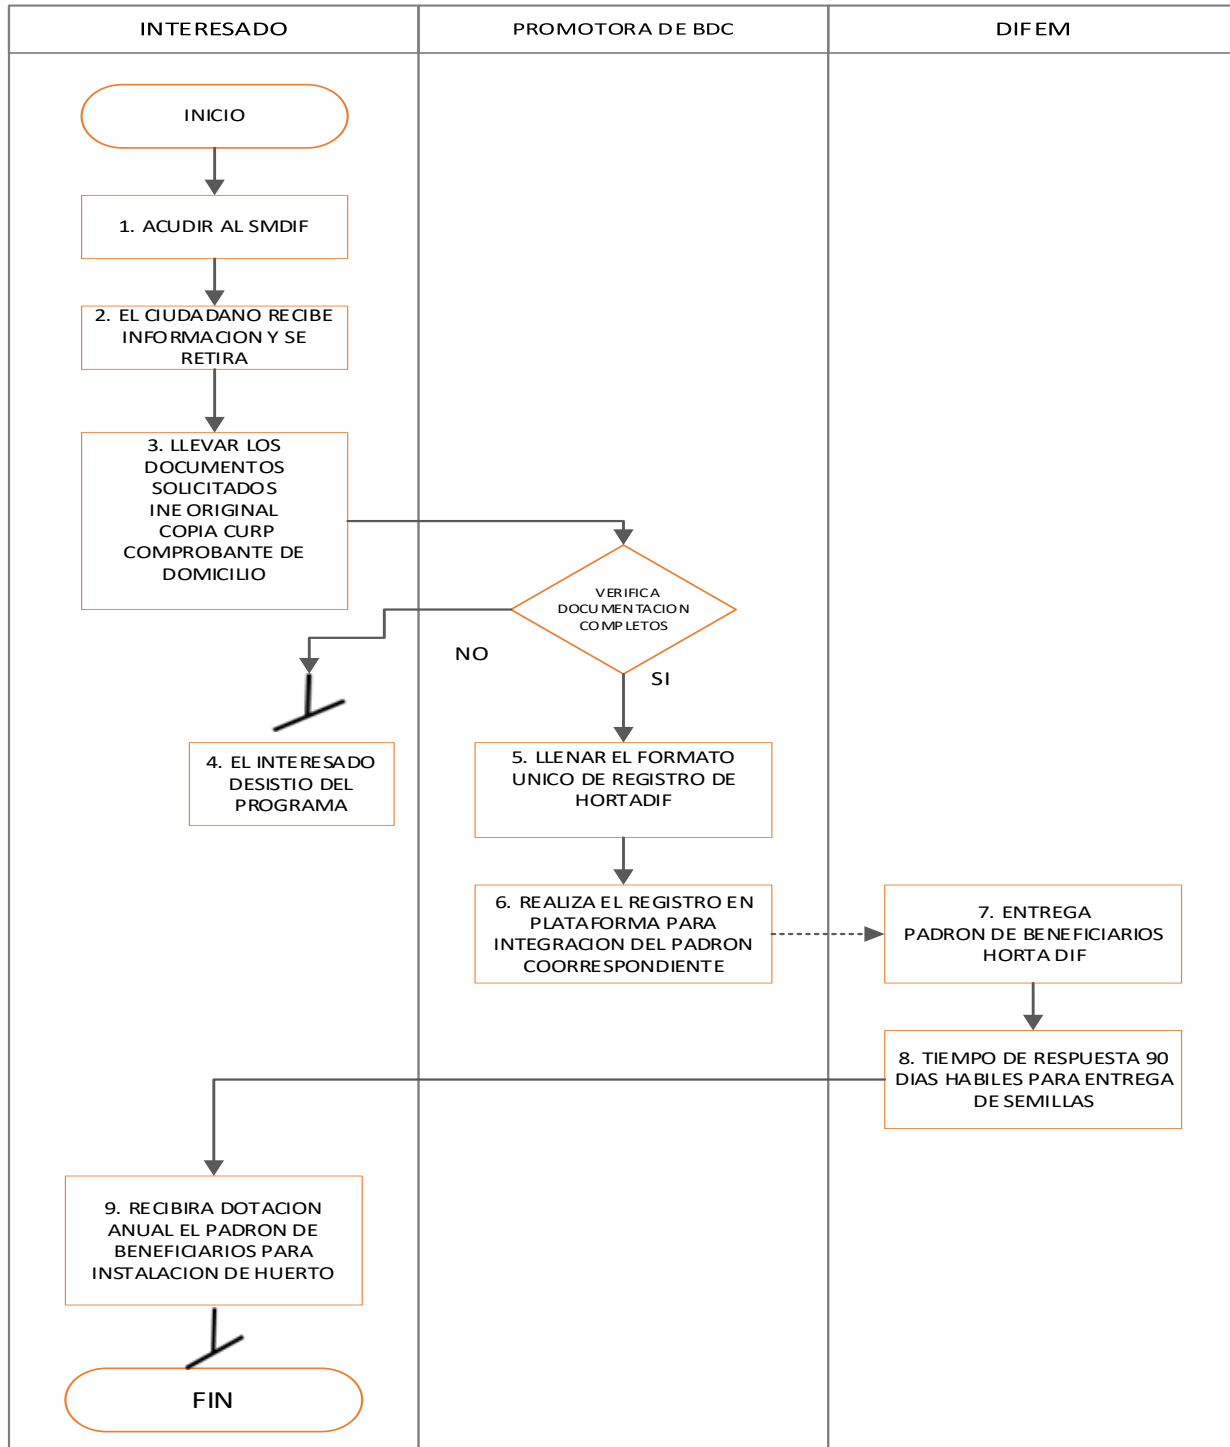 INTERESADO
PROMOTORA DE BDC
DIFEM
INICIO
1. ACUDIR AL SMDIF
2. EL CIUDADANO RECIBE
INFORMACION Y SE
RETIRA
3. LLEVAR LOS
DOCUMENTOS
SOLICITADOS
INE ORIGINAL
COPIA CURP
COMPROBANTE DE
DOMICILIO
VERIFICA
DOCUMENTACION
COMPLETOS
NO
SI
4. EL INTERESADO
DESISTIO DEL
PROGRAMA
5. LLENAR EL FORMATO
UNICO DE REGISTRO DE
HORTADIF
6. REALIZA EL REGISTRO EN
PLATAFORMA PARA
INTEGRACION DEL PADRON
COORRESPONDIENTE
7. ENTREGA
PADRON DE BENEFICIARIOS
HORTA DIF
8. TIEMPO DE RESPUESTA 90
DIAS HABILES PARA ENTREGA
DE SEMILLAS
9. RECIBIRA DOTACION
ANUAL EL PADRON DE
BENEFICIARIOS PARA
INSTALACION DE HUERTO
FIN